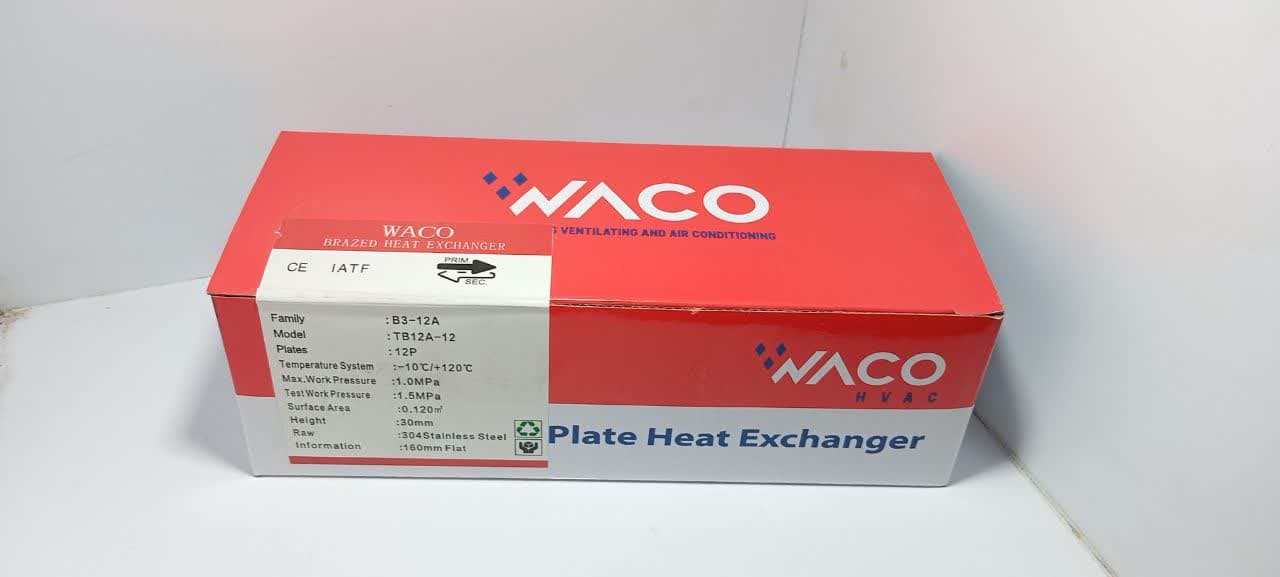 WACO
VENTILATING AND AIR CONDITIONING
WACO
BRAZED HEAT EXCHANGER
CE IATF
PRIM.
SEC.
Family :B3-12A
Model :TB12A-12
Plates :12P
Temperature System :-10℃/+120℃
Max.Work Pressure :1.0MPa
Test Work Pressure :1.5MPa
Surface Area :0.120㎡
Height :30mm
Raw :304Stainless Steel
Information :160mm Flat
WACO
HVAC
Plate Heat Exchanger